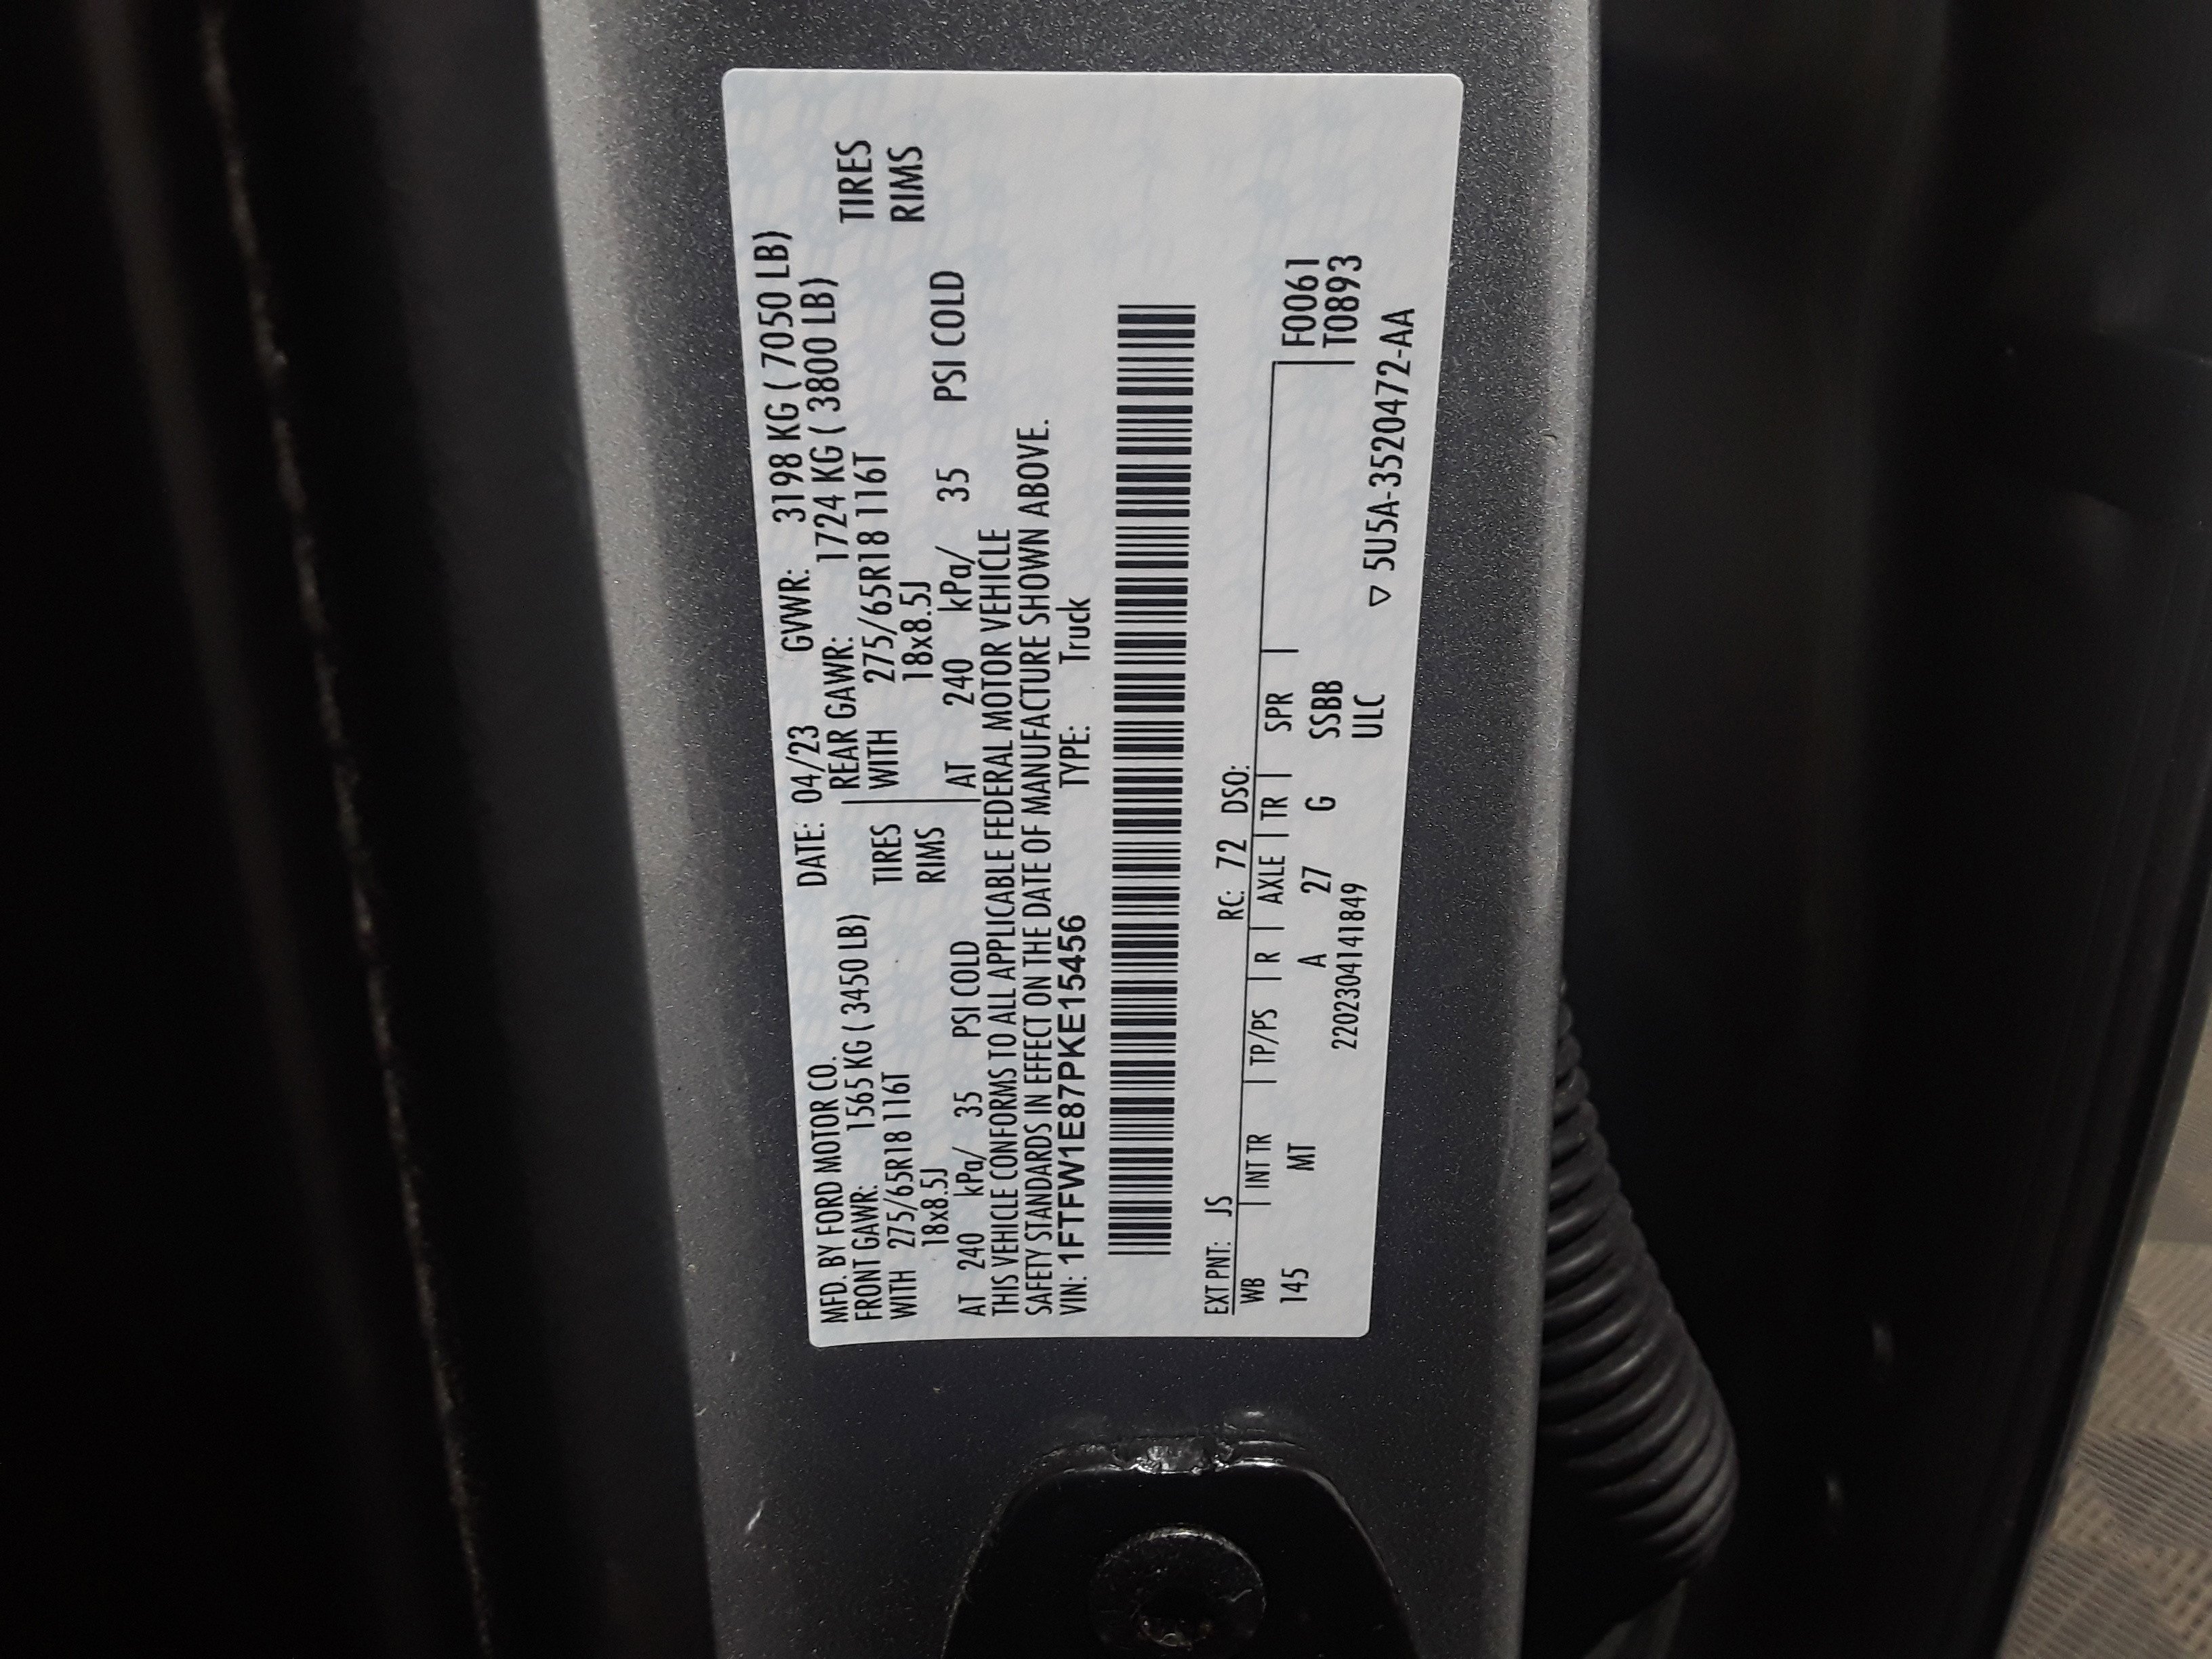 MFD. BY FORD MOTOR CO. DATE: 04/23 GVWR: 3198 KG ( 7050 LB)
FRONT GAWR: 1565 KG ( 3450 LB) REAR GAWR: 1724 KG ( 3800 LB)
WITH 275/65R18 116T TIRES WITH 275/65R18 116T TIRES
18x8.5J RIMS 18x8.5J RIMS
AT 240 kPa/ 35 PSI COLD AT 240 kPa/ 35 PSI COLD
THIS VEHICLE CONFORMS TO ALL APPLICABLE FEDERAL MOTOR VEHICLE
SAFETY STANDARDS IN EFFECT ON THE DATE OF MANUFACTURE SHOWN ABOVE.
VIN: 1FTFW1E87PKE15456 TYPE: Truck
EXT PNT: JS RC: 72 DSO:
WB INT TR TP/PS R AXLE TR SPR F0061
145 MT A 27 G SSBB T0893
2202304141849 ULC
▽ 5U5A-3520472-AA